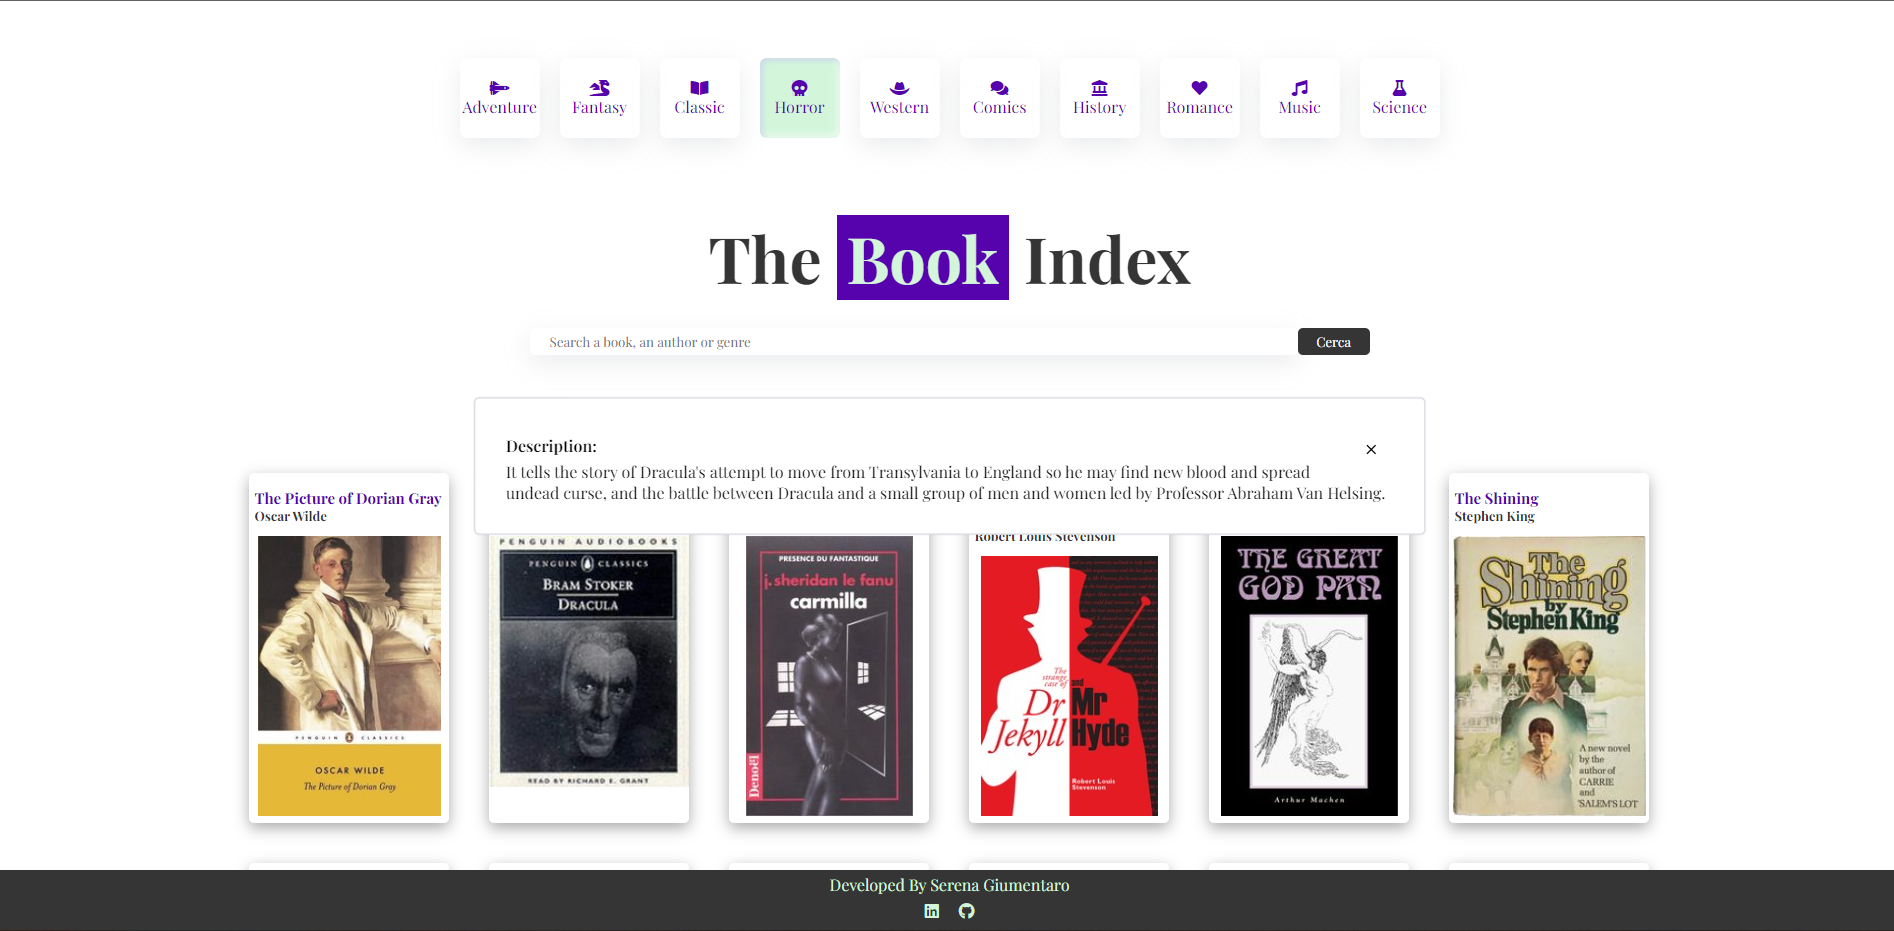 Adventure
Fantasy
Classic
Horror
Western
Comics
History
Romance
Music
Science
The Book Index
Search a book, an author or genre
Cerca
Description:
It tells the story of Dracula's attempt to move from Transylvania to England so he may find new blood and spread
undead curse, and the battle between Dracula and a small group of men and women led by Professor Abraham Van Helsing.
The Picture of Dorian Gray
Oscar Wilde
PENGUIN CLASSICS
OSCAR WILDE
The Picture of Dorian Gray
PENGUIN AUDIOBOOKS
PENGUIN CLASSICS
BRAM STOKER
DRACULA
READ BY RICHARD E. GRANT
PRESENCE DU FANTASTIQUE
j. sheridan le fanu
carmilla
Denoël
Robert Louis Stevenson
The
strange
case of
Dr
Jekyll
and
Mr
Hyde
Robert Louis
Stevenson
THE GREAT
GOD PAN
Arthur Machen
The Shining
Stephen King
The
Shining
by
Stephen King
A new novel
by the
author of
CARRIE
and
'SALEM'S LOT
Developed By Serena Giumentaro